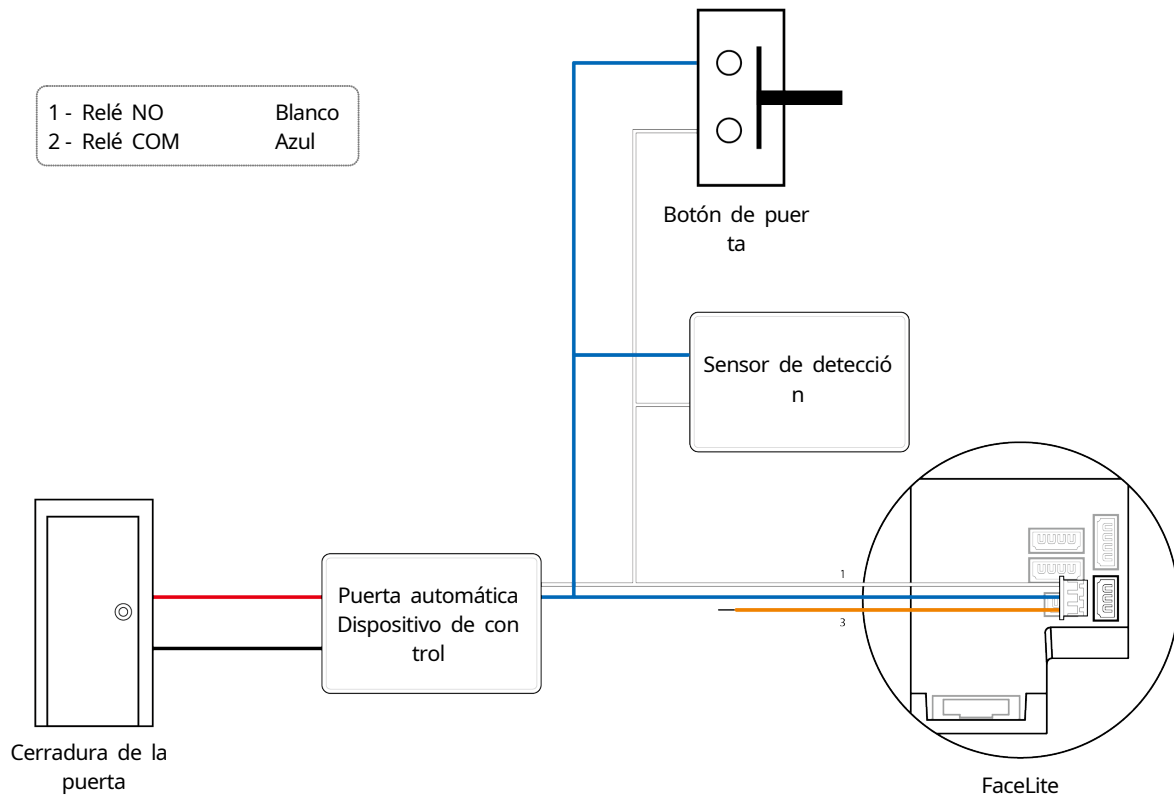 1 - Relé NO Blanco
2 - Relé COM Azul
Botón de puer
ta
Sensor de detecció
n
1
3
Puerta automática
Dispositivo de con
trol
Cerradura de la
puerta
FaceLite